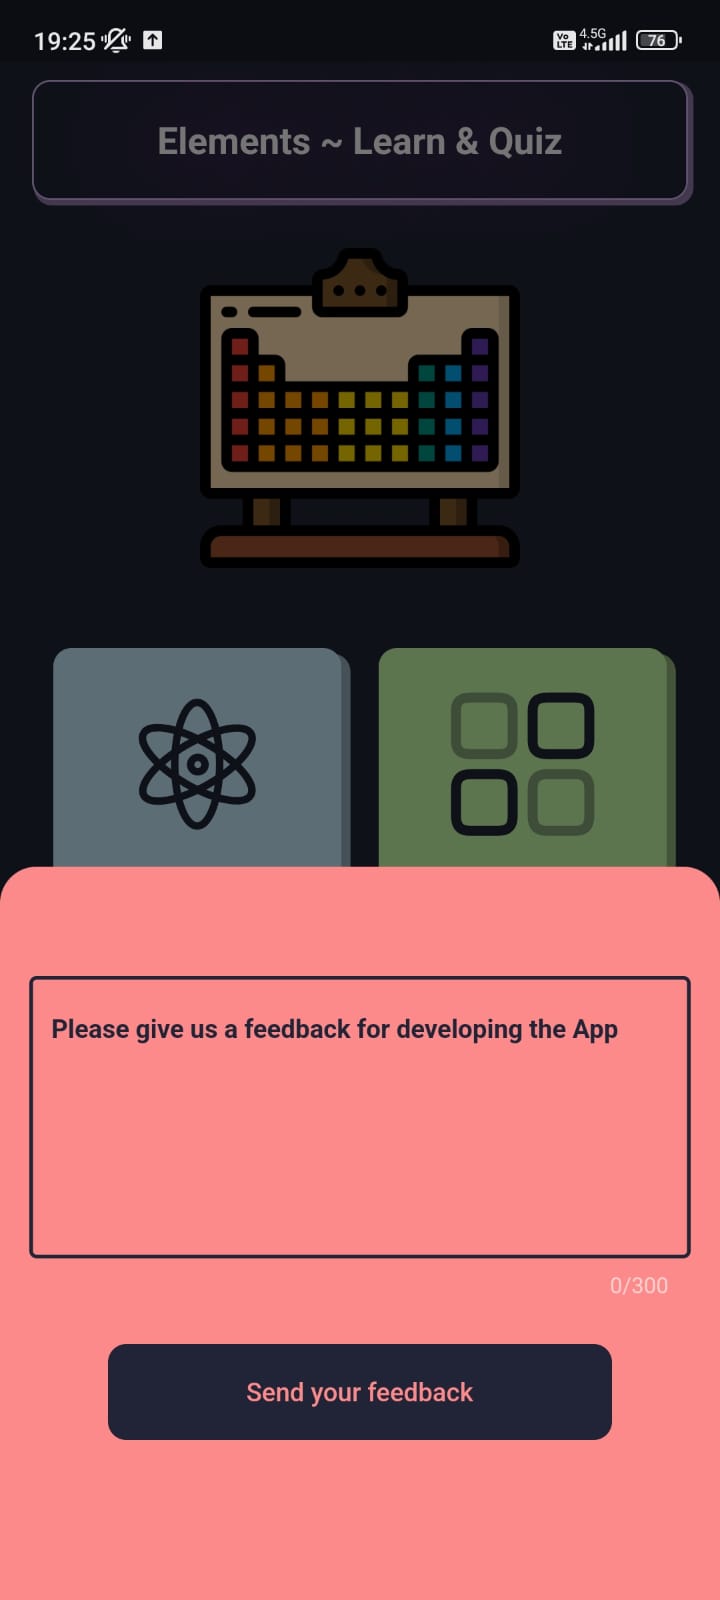 19:25
Vo LTE 4.5G 76
Elements ~ Learn & Quiz
Please give us a feedback for developing the App
0/300
Send your feedback